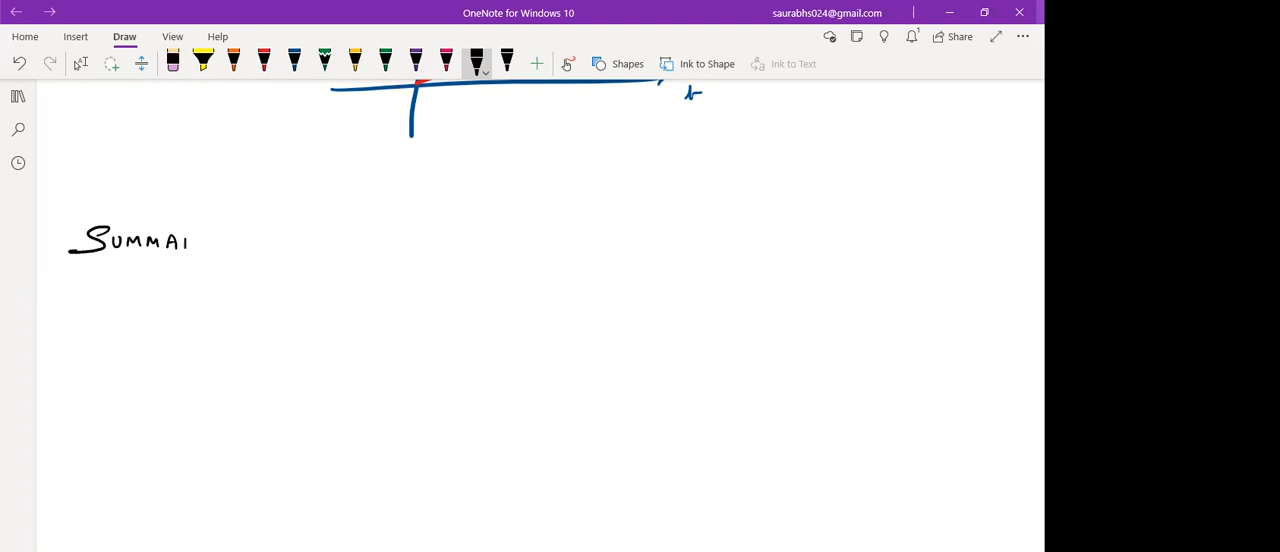 OneNote for Windows 10
saurabhs024@gmail.com
Home Insert Draw View Help
Share
Shapes Ink to Shape Ink to Text
t
SUMMAI